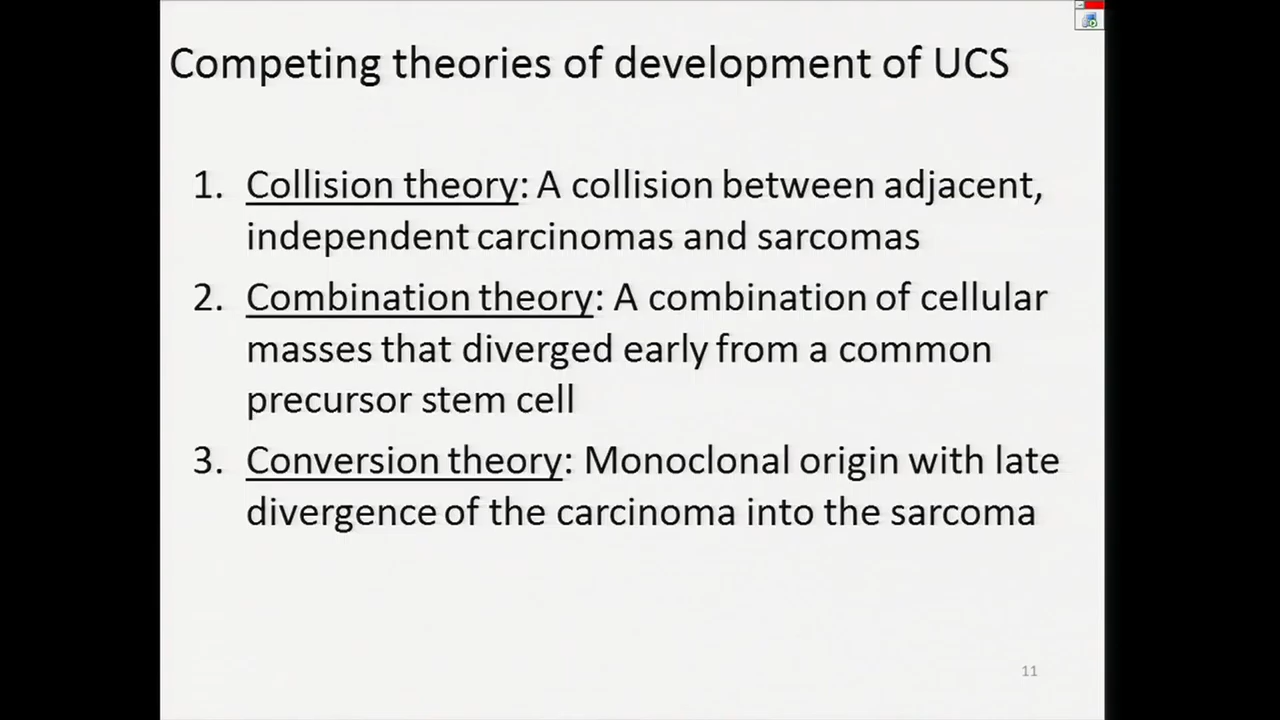 Competing theories of development of UCS
1. Collision theory: A collision between adjacent,
independent carcinomas and sarcomas
2. Combination theory: A combination of cellular
masses that diverged early from a common
precursor stem cell
3. Conversion theory: Monoclonal origin with late
divergence of the carcinoma into the sarcoma
11